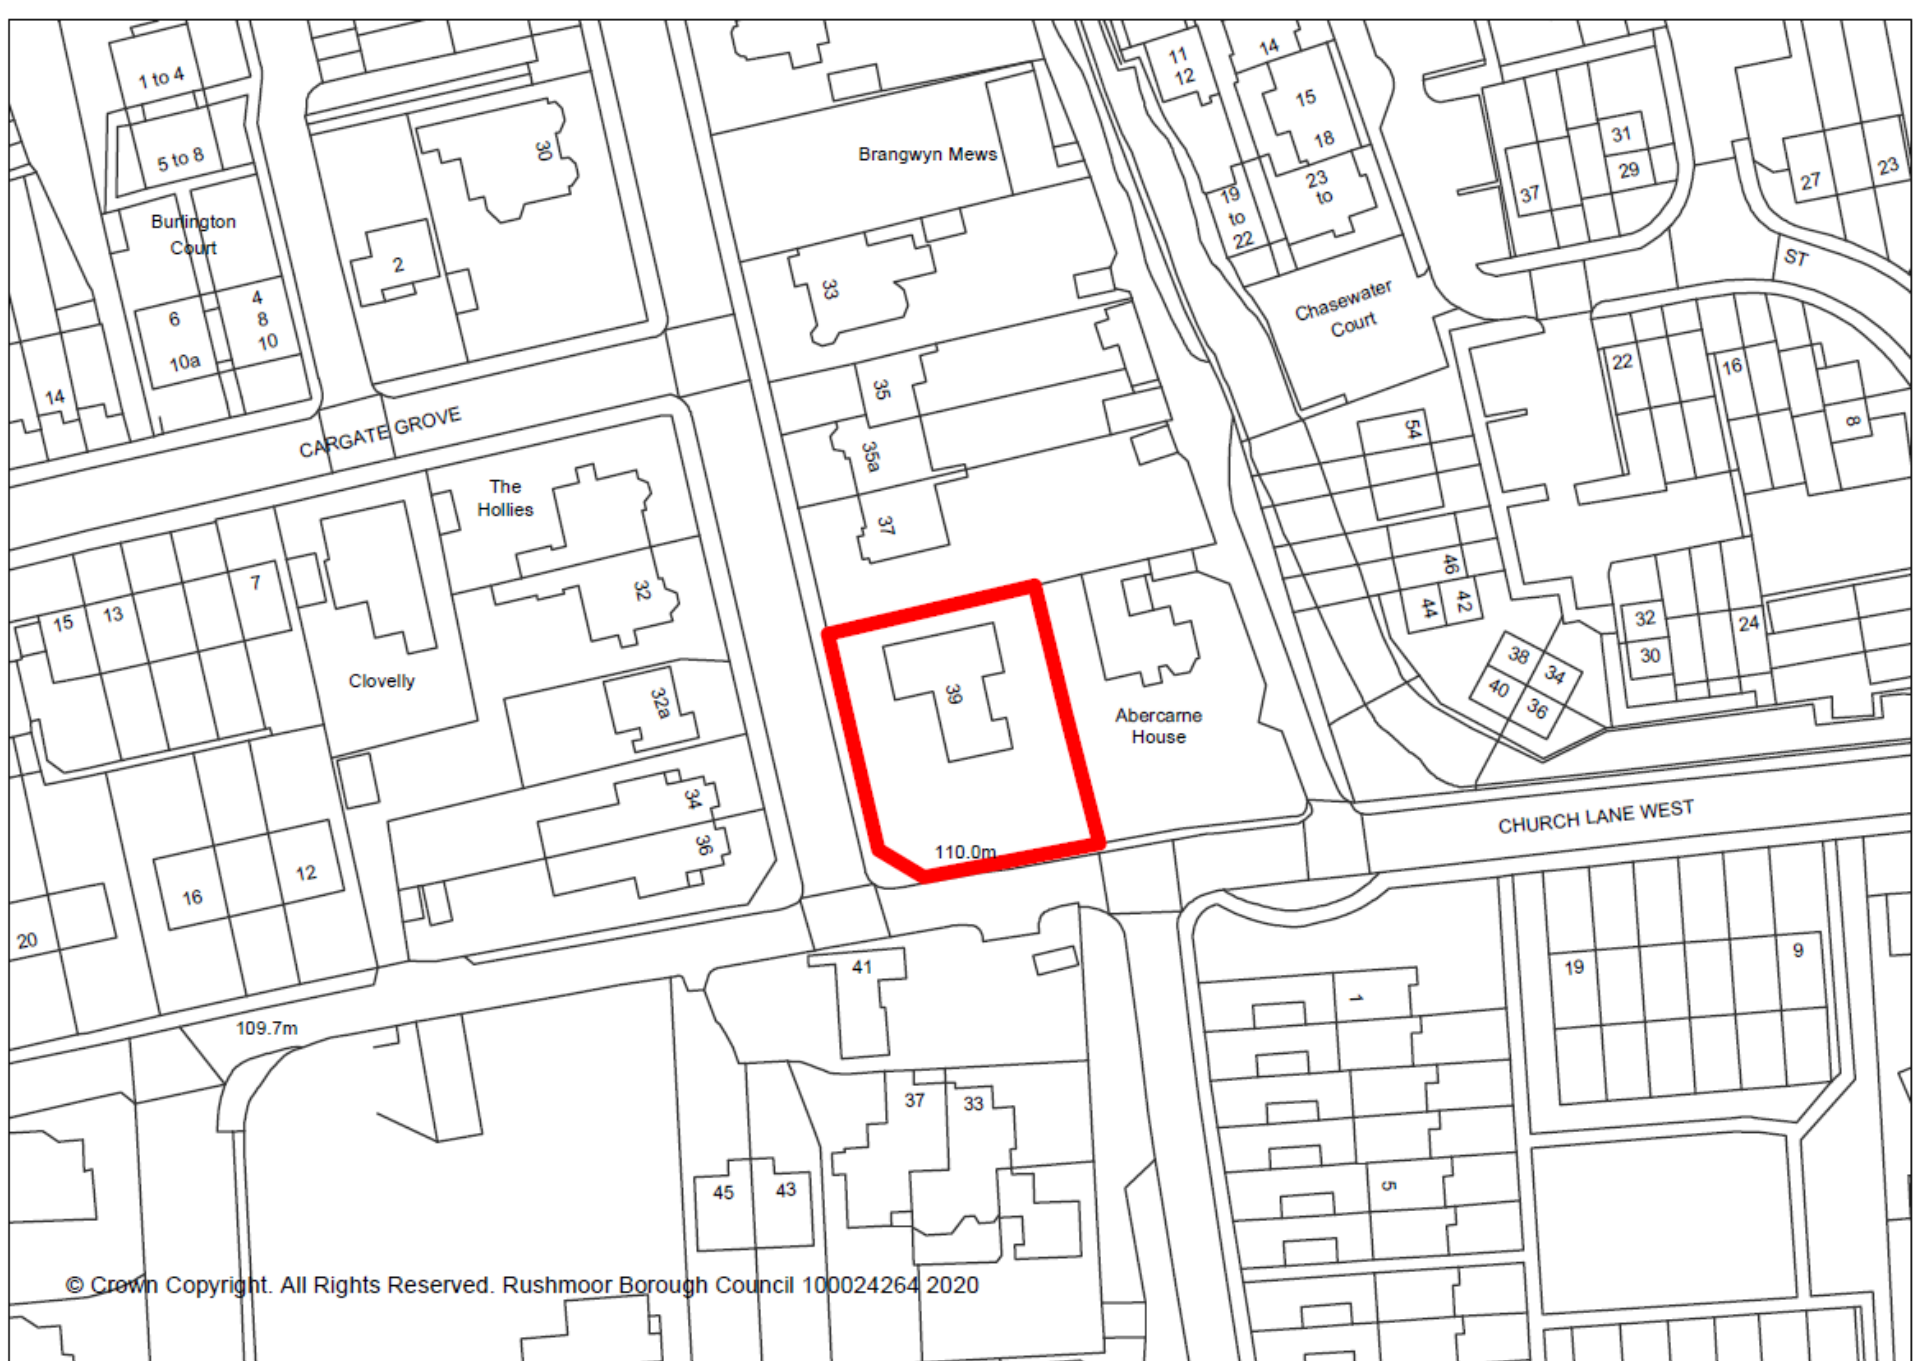 1 to 4
5 to 8
Burlington
Court
6
10a
4
8
10
14
30
2
CARGATE GROVE
The
Hollies
15
13
7
Clovelly
32
32a
34
36
16
12
20
109.7m
Brangwyn Mews
33
35
35a
37
39
110.0m
Abercarne
House
11
12
14
15
18
19
to
22
23
to
Chasewater
Court
37
31
29
27
23
ST
22
16
8
54
46
44
42
38
34
40
36
32
30
24
CHURCH LANE WEST
41
37
33
45
43
1
5
19
9
© Crown Copyright. All Rights Reserved. Rushmoor Borough Council 100024264 2020